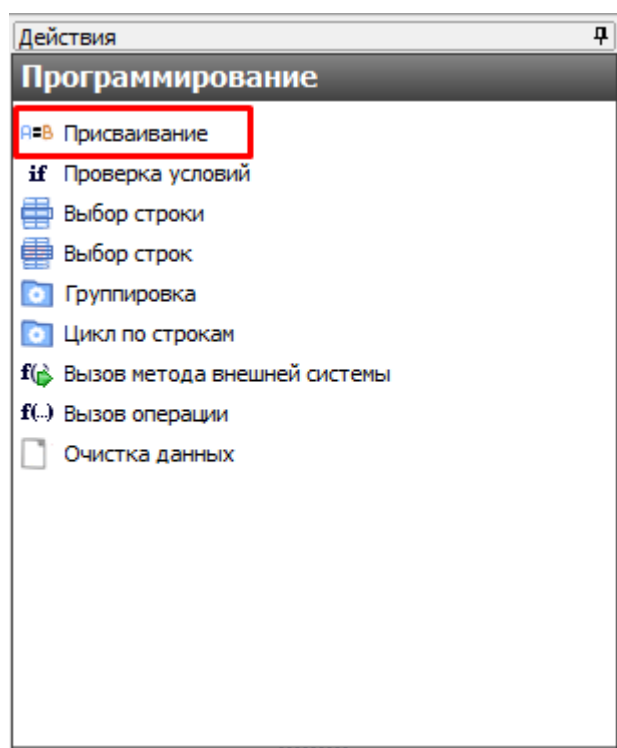 Действия
Программирование
A=B Присваивание
if Проверка условий
Выбор строки
Выбор строк
Группировка
Цикл по строкам
f( Вызов метода внешней системы
f(..) Вызов операции
Очистка данных